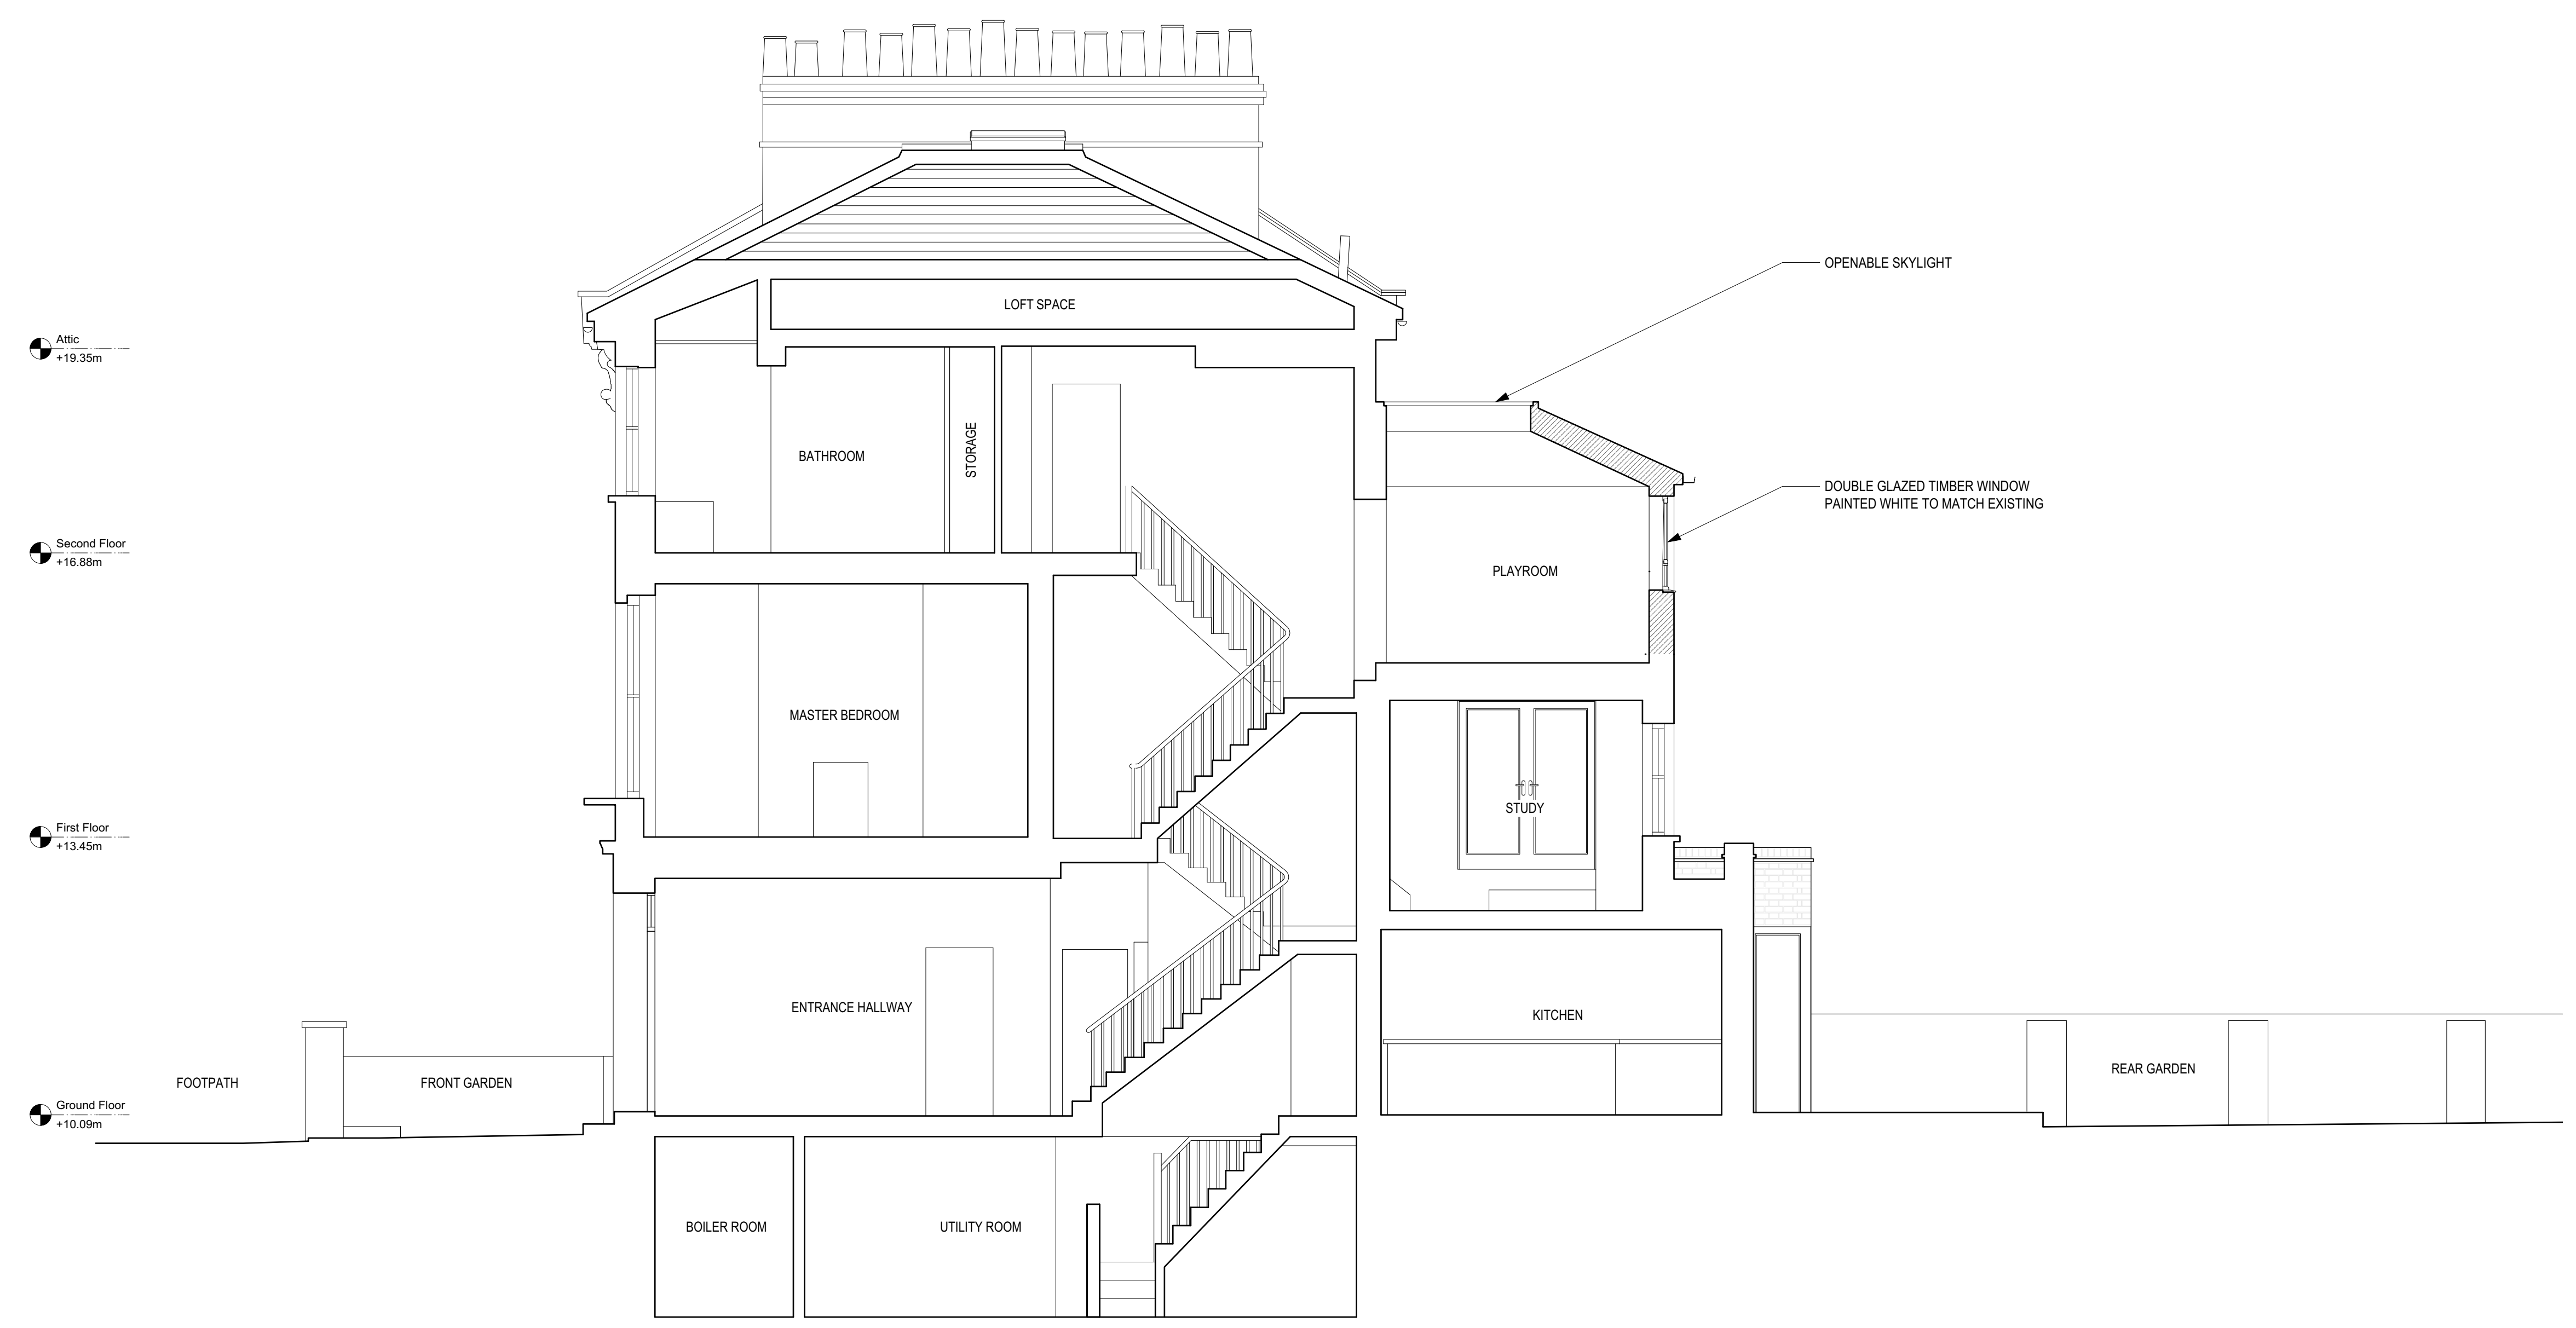 OPENABLE SKYLIGHT
LOFT SPACE
Attic
+19.35m
BATHROOM
STORAGE
DOUBLE GLAZED TIMBER WINDOW
PAINTED WHITE TO MATCH EXISTING
Second Floor
+16.88m
PLAYROOM
MASTER BEDROOM
STUDY
First Floor
+13.45m
ENTRANCE HALLWAY
KITCHEN
FOOTPATH
FRONT GARDEN
REAR GARDEN
Ground Floor
+10.09m
BOILER ROOM
UTILITY ROOM